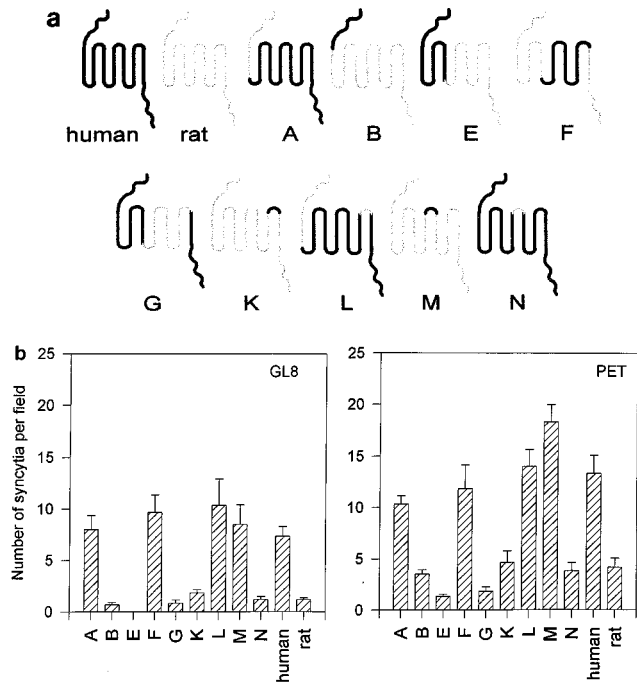 a
human rat A B E F
G K L M N
b
Number of syncytia per field
25
20
15
10
5
0
GL8
A B E F G K L M N human rat
25
20
15
10
5
0
PET
A B E F G K L M N human rat